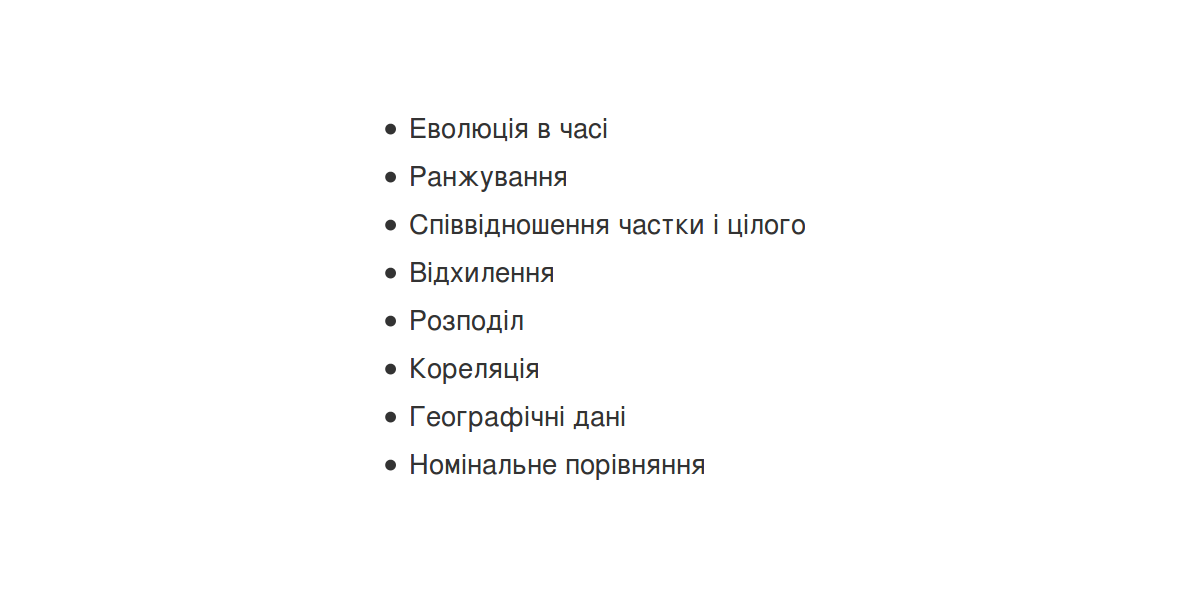 • Еволюція в часі
• Ранжування
• Співвідношення частки і цілого
• Відхилення
• Розподіл
• Кореляція
• Географічні дані
• Номінальне порівняння